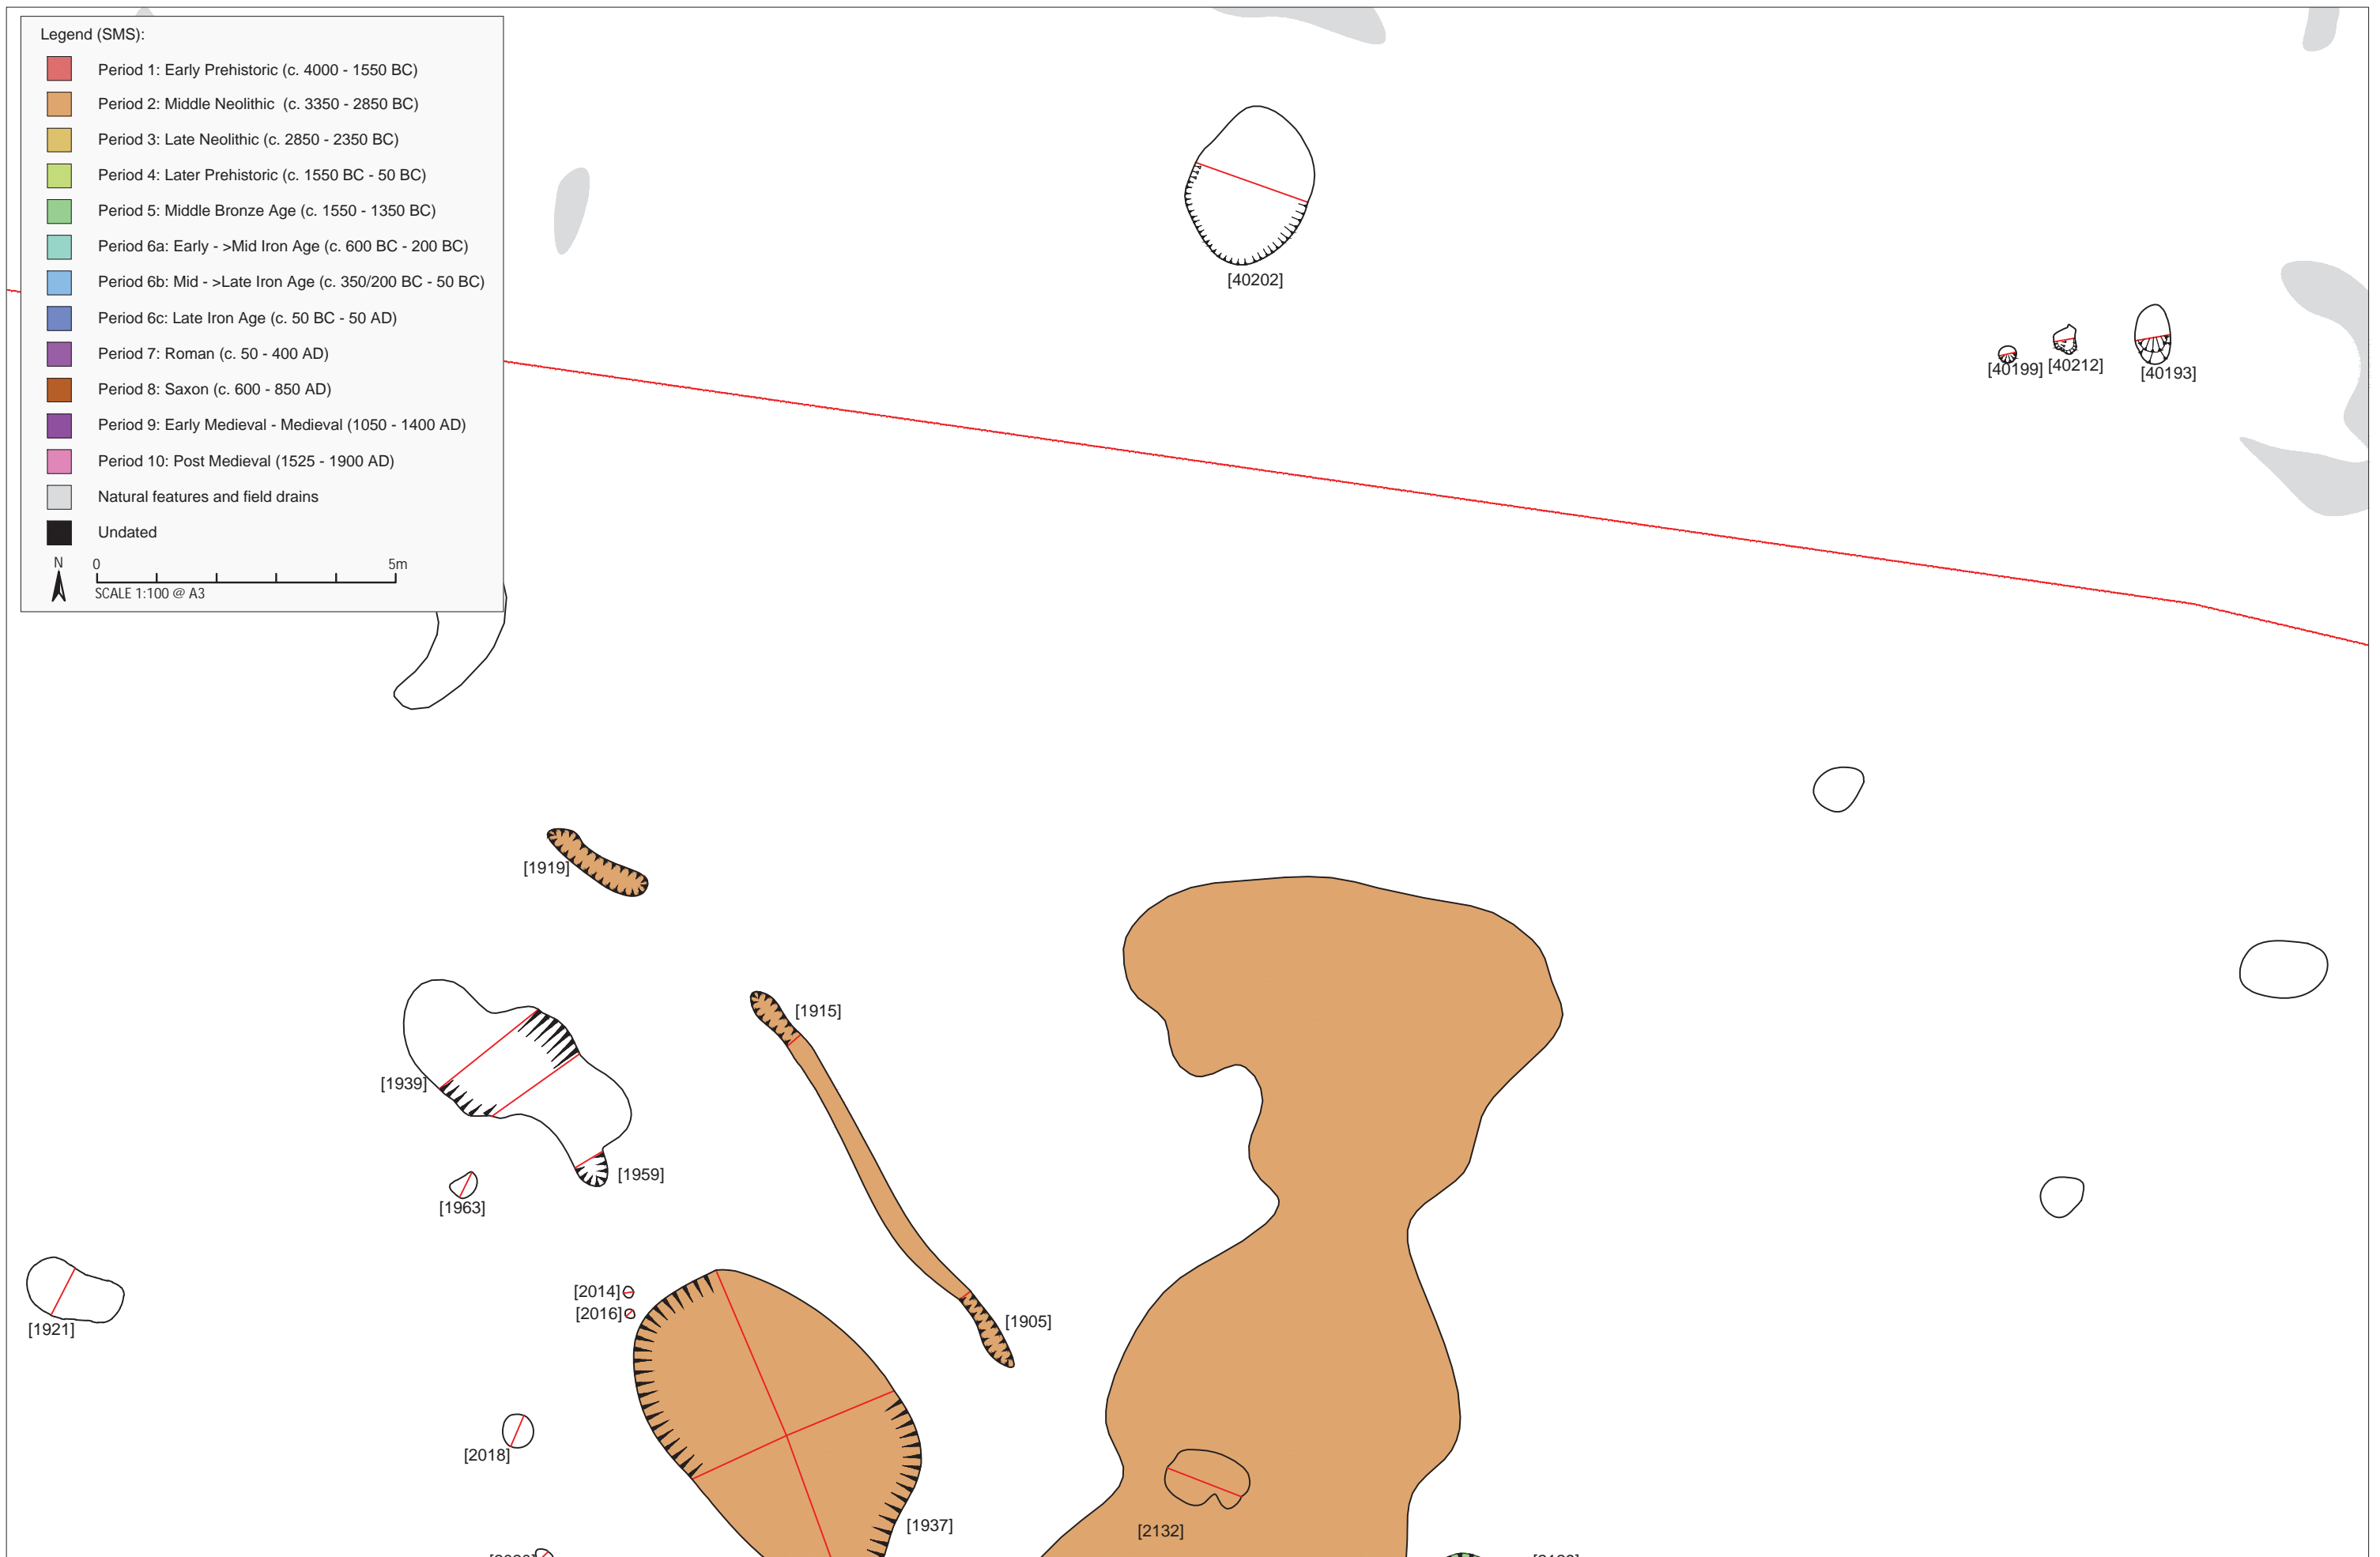 Legend (SMS):
Period 1: Early Prehistoric (c. 4000 - 1550 BC)
Period 2: Middle Neolithic (c. 3350 - 2850 BC)
Period 3: Late Neolithic (c. 2850 - 2350 BC)
Period 4: Later Prehistoric (c. 1550 BC - 50 BC)
Period 5: Middle Bronze Age (c. 1550 - 1350 BC)
Period 6a: Early - >Mid Iron Age (c. 600 BC - 200 BC)
Period 6b: Mid - >Late Iron Age (c. 350/200 BC - 50 BC)
Period 6c: Late Iron Age (c. 50 BC - 50 AD)
Period 7: Roman (c. 50 - 400 AD)
Period 8: Saxon (c. 600 - 850 AD)
Period 9: Early Medieval - Medieval (1050 - 1400 AD)
Period 10: Post Medieval (1525 - 1900 AD)
Natural features and field drains
Undated
N 0 5m
SCALE 1:100 @ A3
[40202]
[40199]
[40212]
[40193]
[1919]
[1915]
[1939]
[1959]
[1963]
[2014]
[2016]
[1905]
[1921]
[2018]
[1937]
[2132]